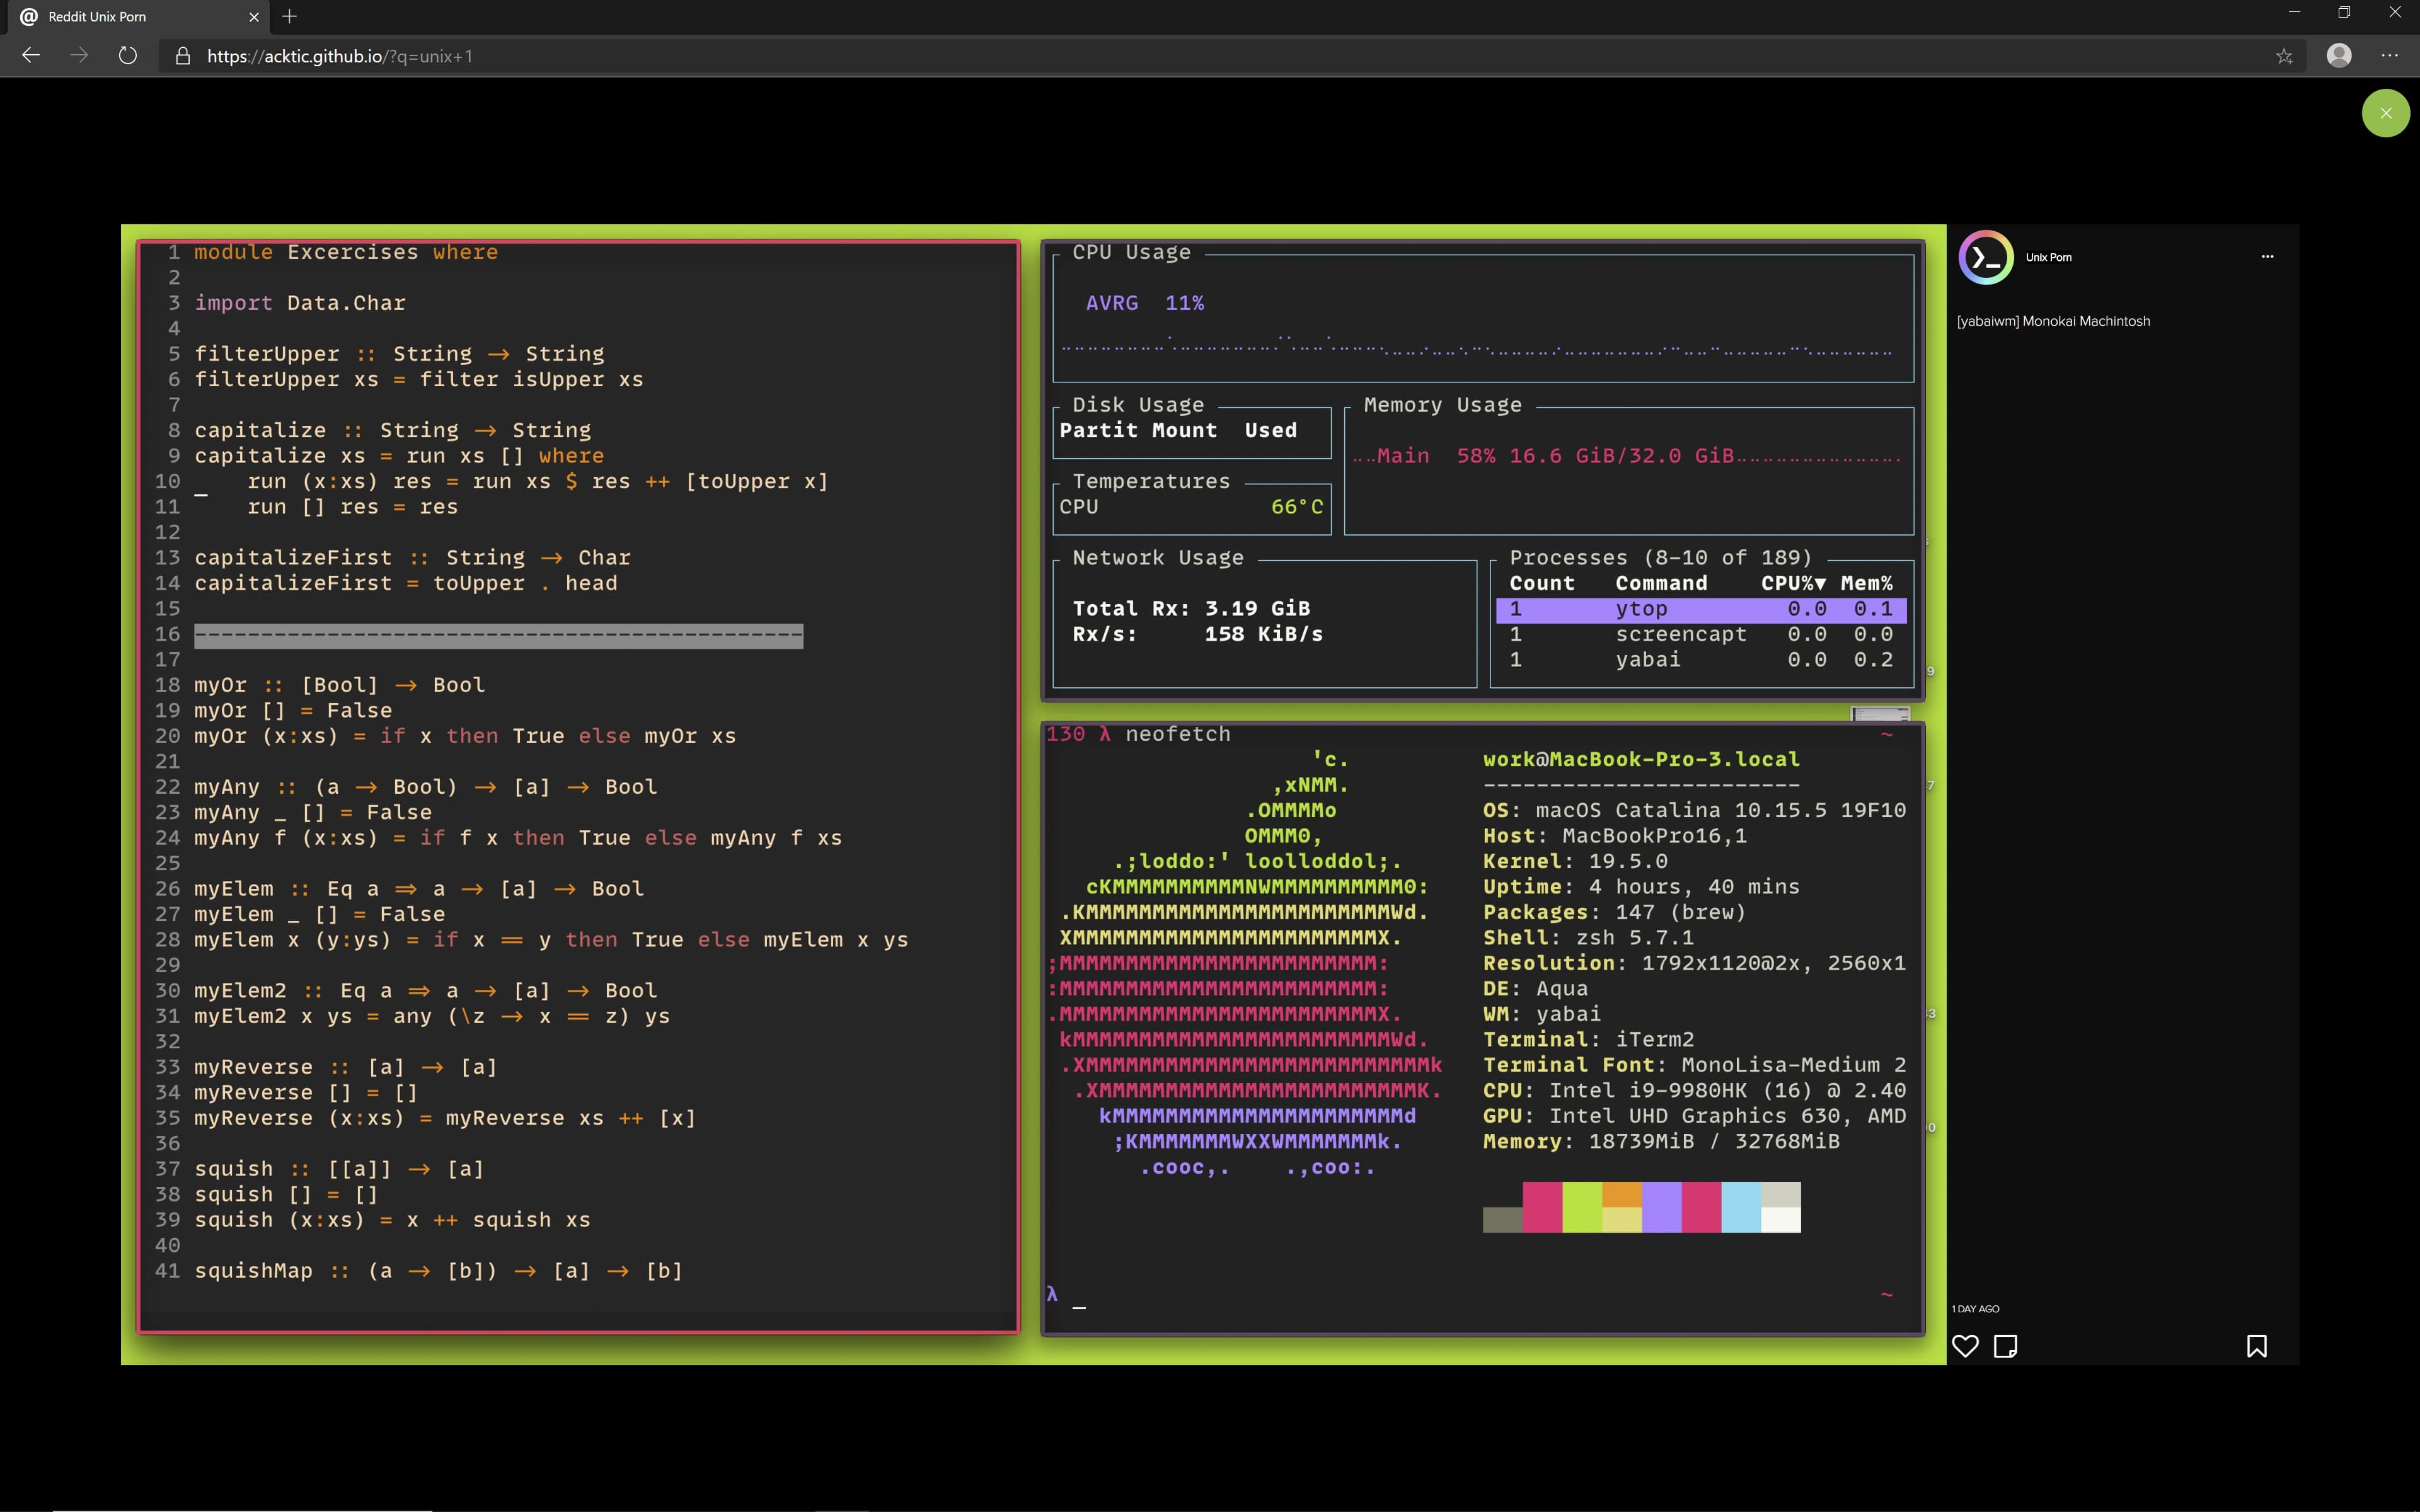 Reddit Unix Porn
https://acktic.github.io/?q=unix+1
1 module Excercises where
2
3 import Data.Char
4
5 filterUpper :: String → String
6 filterUpper xs = filter isUpper xs
7
8 capitalize :: String → String
9 capitalize xs = run xs [] where
10 _   run (x:xs) res = run xs $ res ++ [toUpper x]
11     run [] res = res
12
13 capitalizeFirst :: String → Char
14 capitalizeFirst = toUpper . head
15
16 ----------------------------------------------
17
18 myOr :: [Bool] → Bool
19 myOr [] = False
20 myOr (x:xs) = if x then True else myOr xs
21
22 myAny :: (a → Bool) → [a] → Bool
23 myAny _ [] = False
24 myAny f (x:xs) = if f x then True else myAny f xs
25
26 myElem :: Eq a ⇒ a → [a] → Bool
27 myElem _ [] = False
28 myElem x (y:ys) = if x == y then True else myElem x ys
29
30 myElem2 :: Eq a ⇒ a → [a] → Bool
31 myElem2 x ys = any (\z → x == z) ys
32
33 myReverse :: [a] → [a]
34 myReverse [] = []
35 myReverse (x:xs) = myReverse xs ++ [x]
36
37 squish :: [[a]] → [a]
38 squish [] = []
39 squish (x:xs) = x ++ squish xs
40
41 squishMap :: (a → [b]) → [a] → [b]
CPU Usage
AVRG 11%
Disk Usage
Partit Mount Used
Memory Usage
Main 58% 16.6 GiB/32.0 GiB
Temperatures
CPU 66°C
Network Usage
Total Rx: 3.19 GiB
Rx/s: 158 KiB/s
Processes (8-10 of 189)
Count Command CPU%▼ Mem%
1 ytop 0.0 0.1
1 screencapt 0.0 0.0
1 yabai 0.0 0.2
130 λ neofetch ~
'c.
,xNMM.
.OMMMMo
OMMM0,
.;loddo:' loolloddol;.
cKMMMMMMMMMMNWMMMMMMMMMM0:
.KMMMMMMMMMMMMMMMMMMMMMMMWd.
XMMMMMMMMMMMMMMMMMMMMMMMX.
;MMMMMMMMMMMMMMMMMMMMMMMM:
:MMMMMMMMMMMMMMMMMMMMMMMM:
.MMMMMMMMMMMMMMMMMMMMMMMMX.
kMMMMMMMMMMMMMMMMMMMMMMMMWd.
.XMMMMMMMMMMMMMMMMMMMMMMMMMMk
.XMMMMMMMMMMMMMMMMMMMMMMMMK.
kMMMMMMMMMMMMMMMMMMMMMMd
;KMMMMMMMWXXWMMMMMMMk.
.cooc,.    .,coo:.
work@MacBook-Pro-3.local
------------------------
OS: macOS Catalina 10.15.5 19F10
Host: MacBookPro16,1
Kernel: 19.5.0
Uptime: 4 hours, 40 mins
Packages: 147 (brew)
Shell: zsh 5.7.1
Resolution: 1792x1120@2x, 2560x1
DE: Aqua
WM: yabai
Terminal: iTerm2
Terminal Font: MonoLisa-Medium 2
CPU: Intel i9-9980HK (16) @ 2.40
GPU: Intel UHD Graphics 630, AMD
Memory: 18739MiB / 32768MiB
λ _ ~
Unix Porn
[yabaiwm] Monokai Machintosh
1 DAY AGO